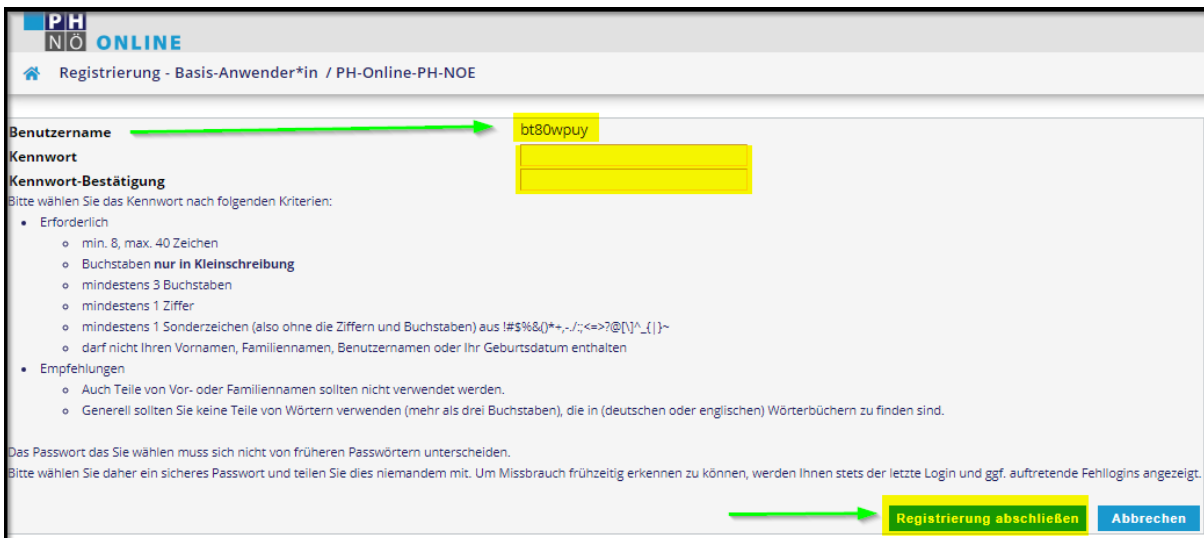 PH
NÖ ONLINE
Registrierung - Basis-Anwender*in / PH-Online-PH-NOE
Benutzername bt80wpuy
Kennwort
Kennwort-Bestätigung
Bitte wählen Sie das Kennwort nach folgenden Kriterien:
• Erforderlich
o min. 8, max. 40 Zeichen
o Buchstaben nur in Kleinschreibung
o mindestens 3 Buchstaben
o mindestens 1 Ziffer
o mindestens 1 Sonderzeichen (also ohne die Ziffern und Buchstaben) aus !#$%&()*+,-./:;<=>?@[\]^_{|}~
o darf nicht Ihren Vornamen, Familiennamen, Benutzernamen oder Ihr Geburtsdatum enthalten
• Empfehlungen
o Auch Teile von Vor- oder Familiennamen sollten nicht verwendet werden.
o Generell sollten Sie keine Teile von Wörtern verwenden (mehr als drei Buchstaben), die in (deutschen oder englischen) Wörterbüchern zu finden sind.
Das Passwort das Sie wählen muss sich nicht von früheren Passwörtern unterscheiden.
Bitte wählen Sie daher ein sicheres Passwort und teilen Sie dies niemandem mit. Um Missbrauch frühzeitig erkennen zu können, werden Ihnen stets der letzte Login und ggf. auftretende Fehllogins angezeigt.
Registrierung abschließen Abbrechen